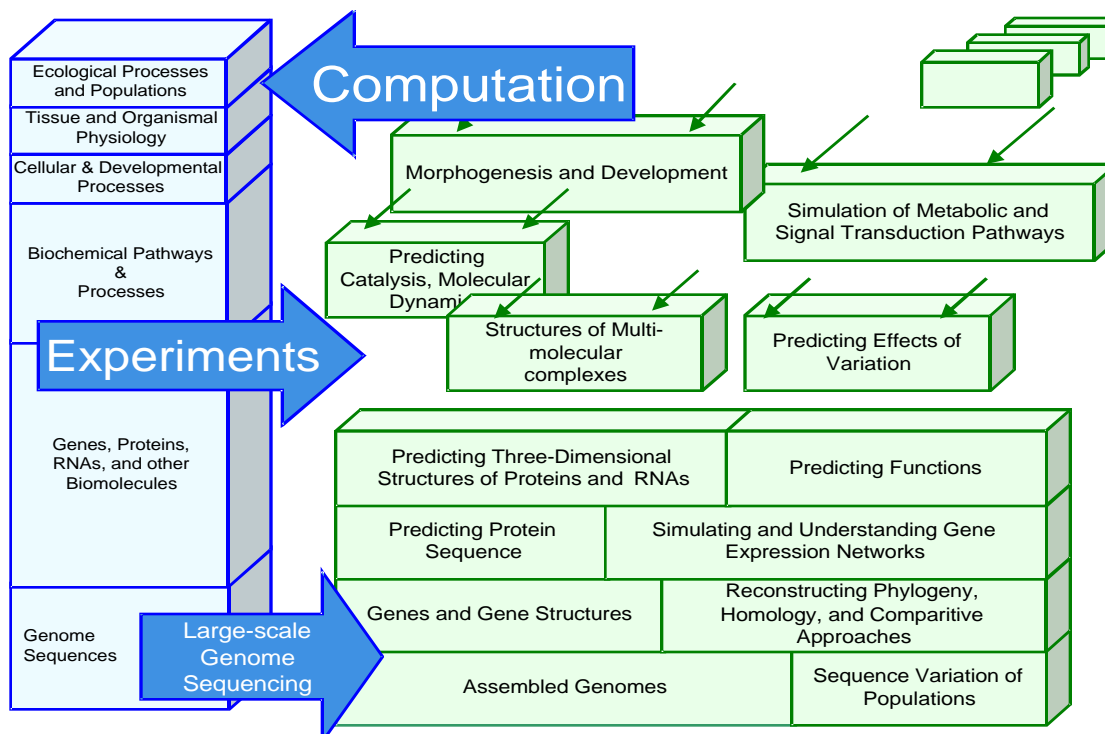 Ecological Processes
and Populations
Tissue and Organismal
Physiology
Cellular & Developmental
Processes
Biochemical Pathways
&
Processes
Genes, Proteins,
RNAs, and other
Biomolecules
Genome
Sequences
Computation
Experiments
Large-scale
Genome
Sequencing
Morphogenesis and Development
Simulation of Metabolic and
Signal Transduction Pathways
Predicting
Catalysis, Molecular
Dynami
Structures of Multi-
molecular
complexes
Predicting Effects of
Variation
Predicting Three-Dimensional
Structures of Proteins and RNAs
Predicting Functions
Predicting Protein
Sequence
Simulating and Understanding Gene
Expression Networks
Genes and Gene Structures
Reconstructing Phylogeny,
Homology, and Comparitive
Approaches
Assembled Genomes
Sequence Variation of
Populations